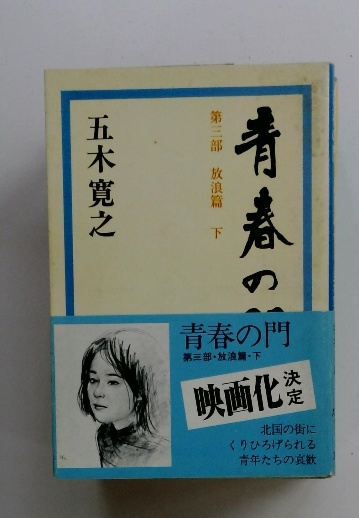 青春の門
第三部 放浪篇 下
五木寛之
青春の門
第三部・放浪篇・下
映画化決定
北国の街に
くりひろげられる
青年たちの哀歓